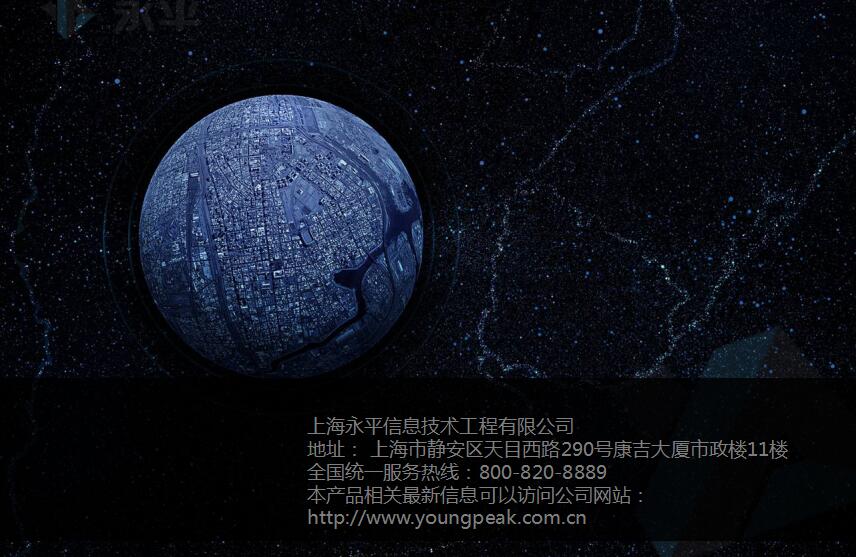 永平
上海永平信息技术工程有限公司
地址： 上海市静安区天目西路290号康吉大厦市政楼11楼
全国统一服务热线：800-820-8889
本产品相关最新信息可以访问公司网站：
http://www.youngpeak.com.cn